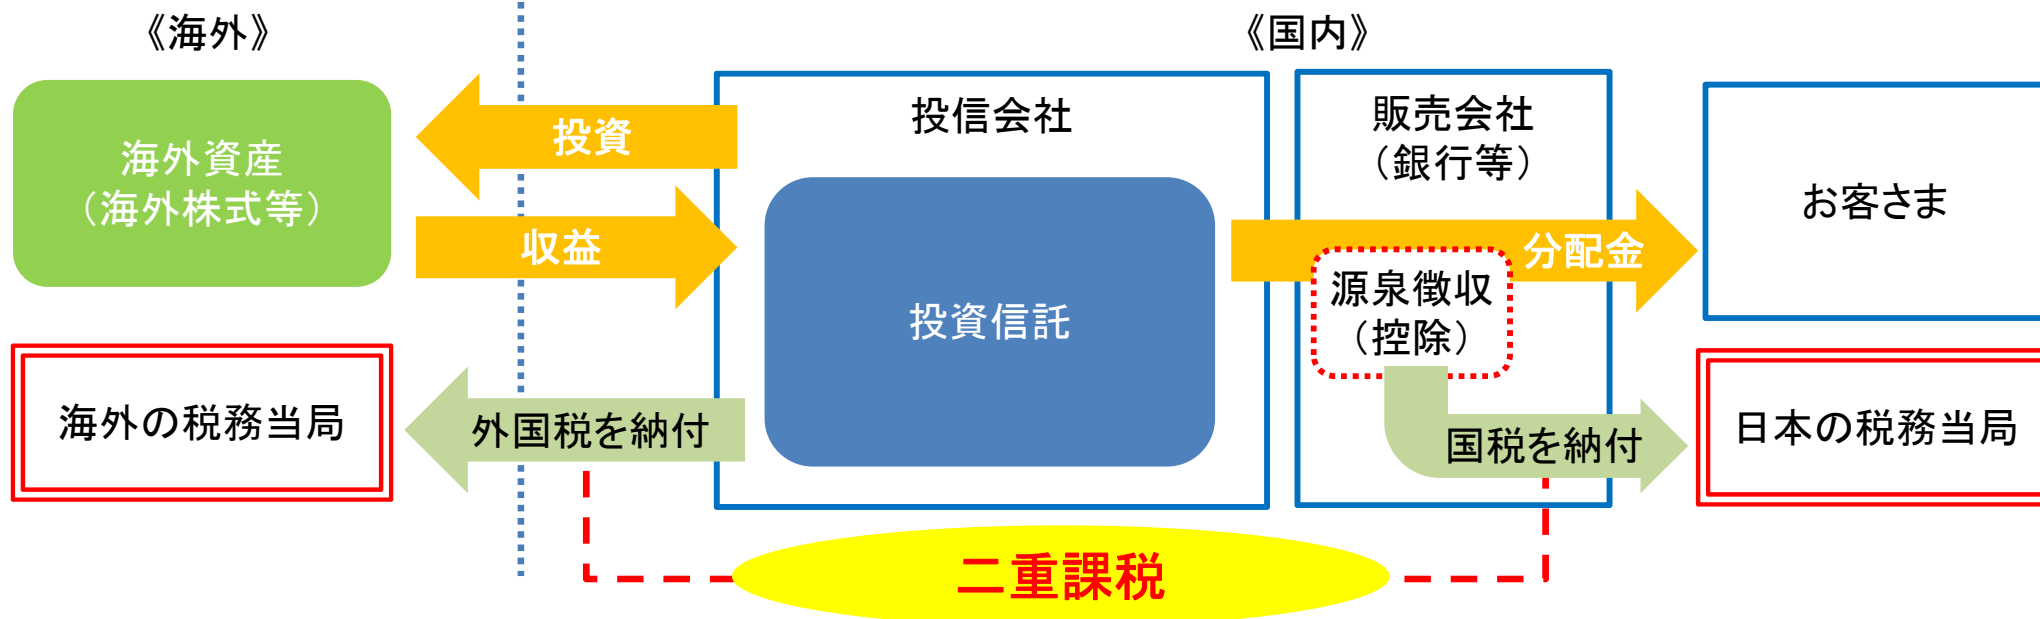 《海外》
《国内》
海外資産
（海外株式等）
投資
収益
投信会社
投資信託
販売会社
（銀行等）
分配金
源泉徴収
（控除）
お客さま
海外の税務当局
外国税を納付
国税を納付
日本の税務当局
二重課税